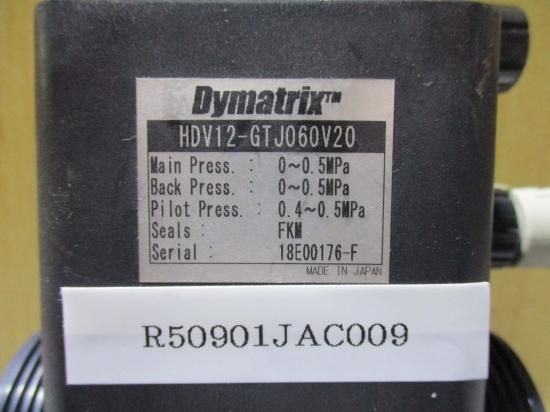 Dymatrix™
HDV12-GTJ060V20
Main Press. : 0~0.5MPa
Back Press. : 0~0.5MPa
Pilot Press. : 0.4~0.5MPa
Seals : FKM
Serial : 18E00176-F
MADE IN JAPAN
R50901JAC009